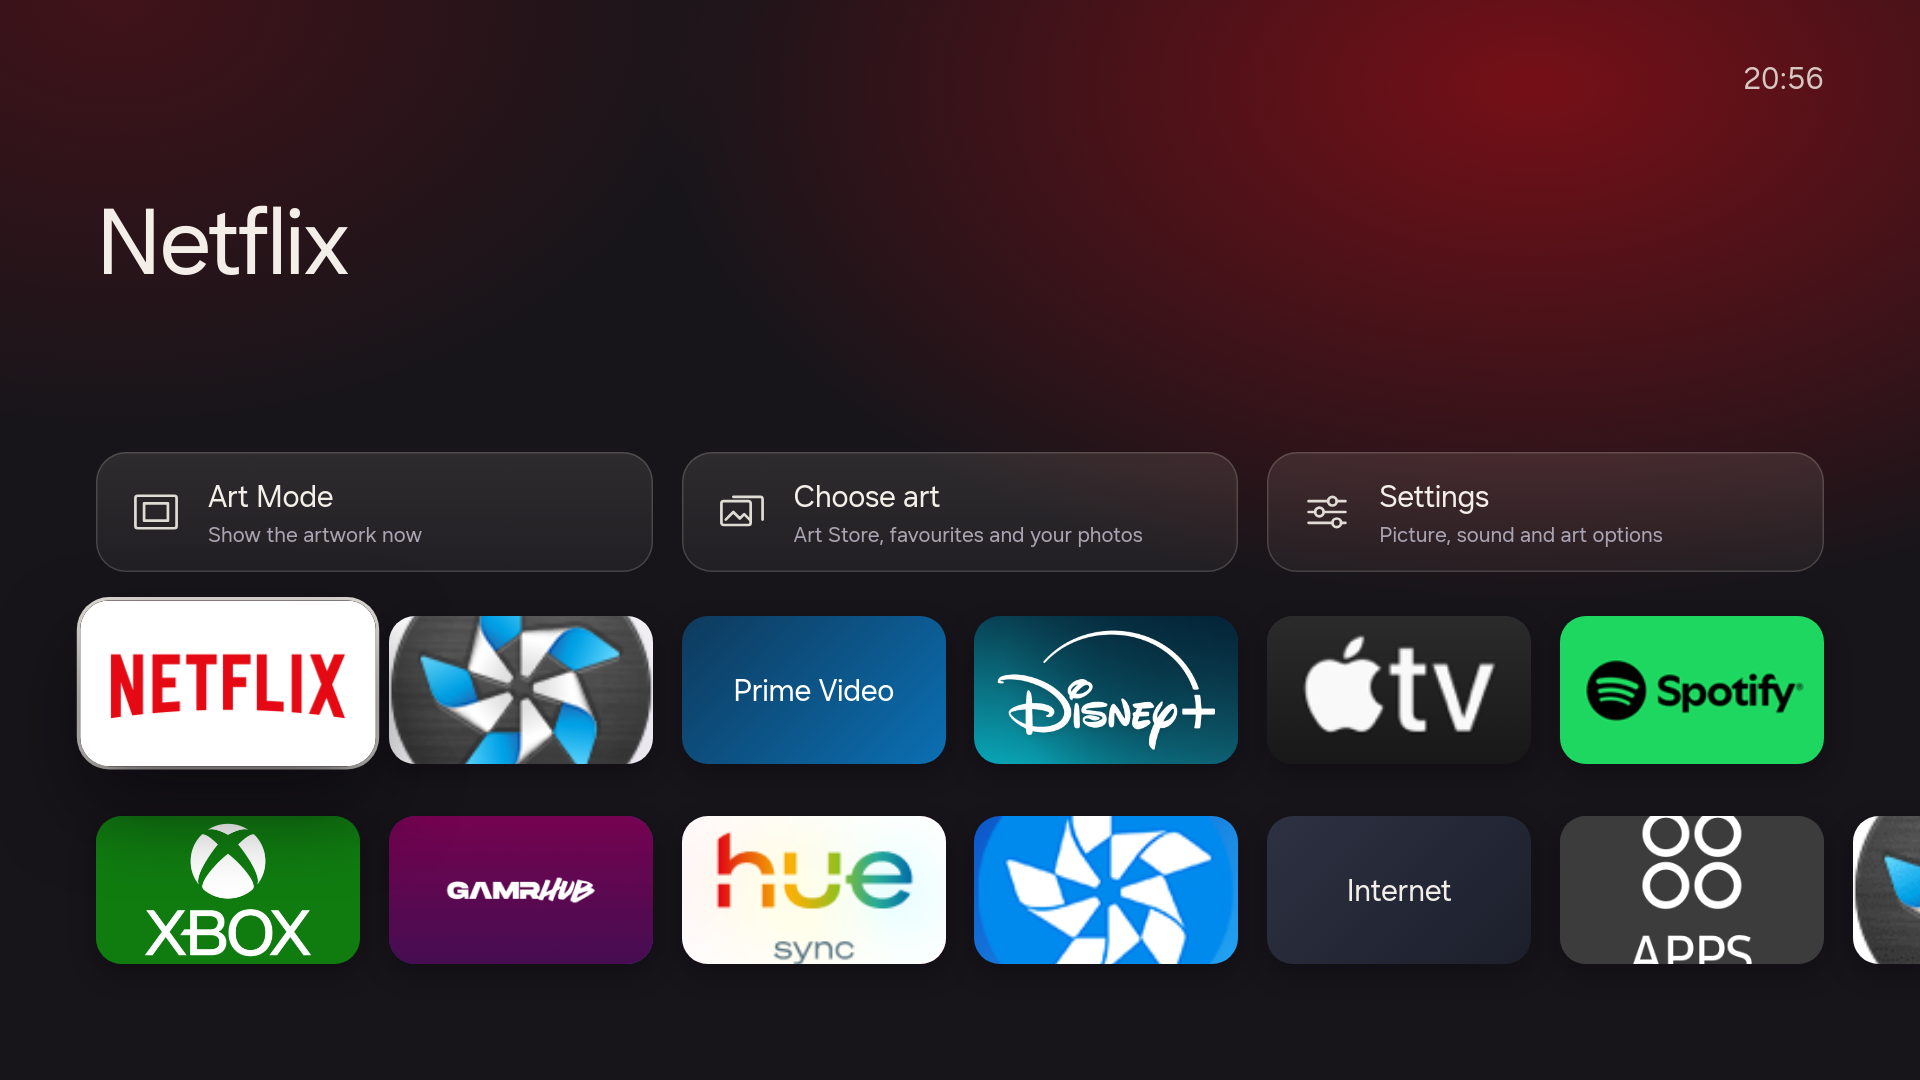 20:56
Netflix
Art Mode
Show the artwork now
Choose art
Art Store, favourites and your photos
Settings
Picture, sound and art options
NETFLIX
Prime Video
Disney+
tv
Spotify
XBOX
GAMRHUB
hue
sync
Internet
APPS